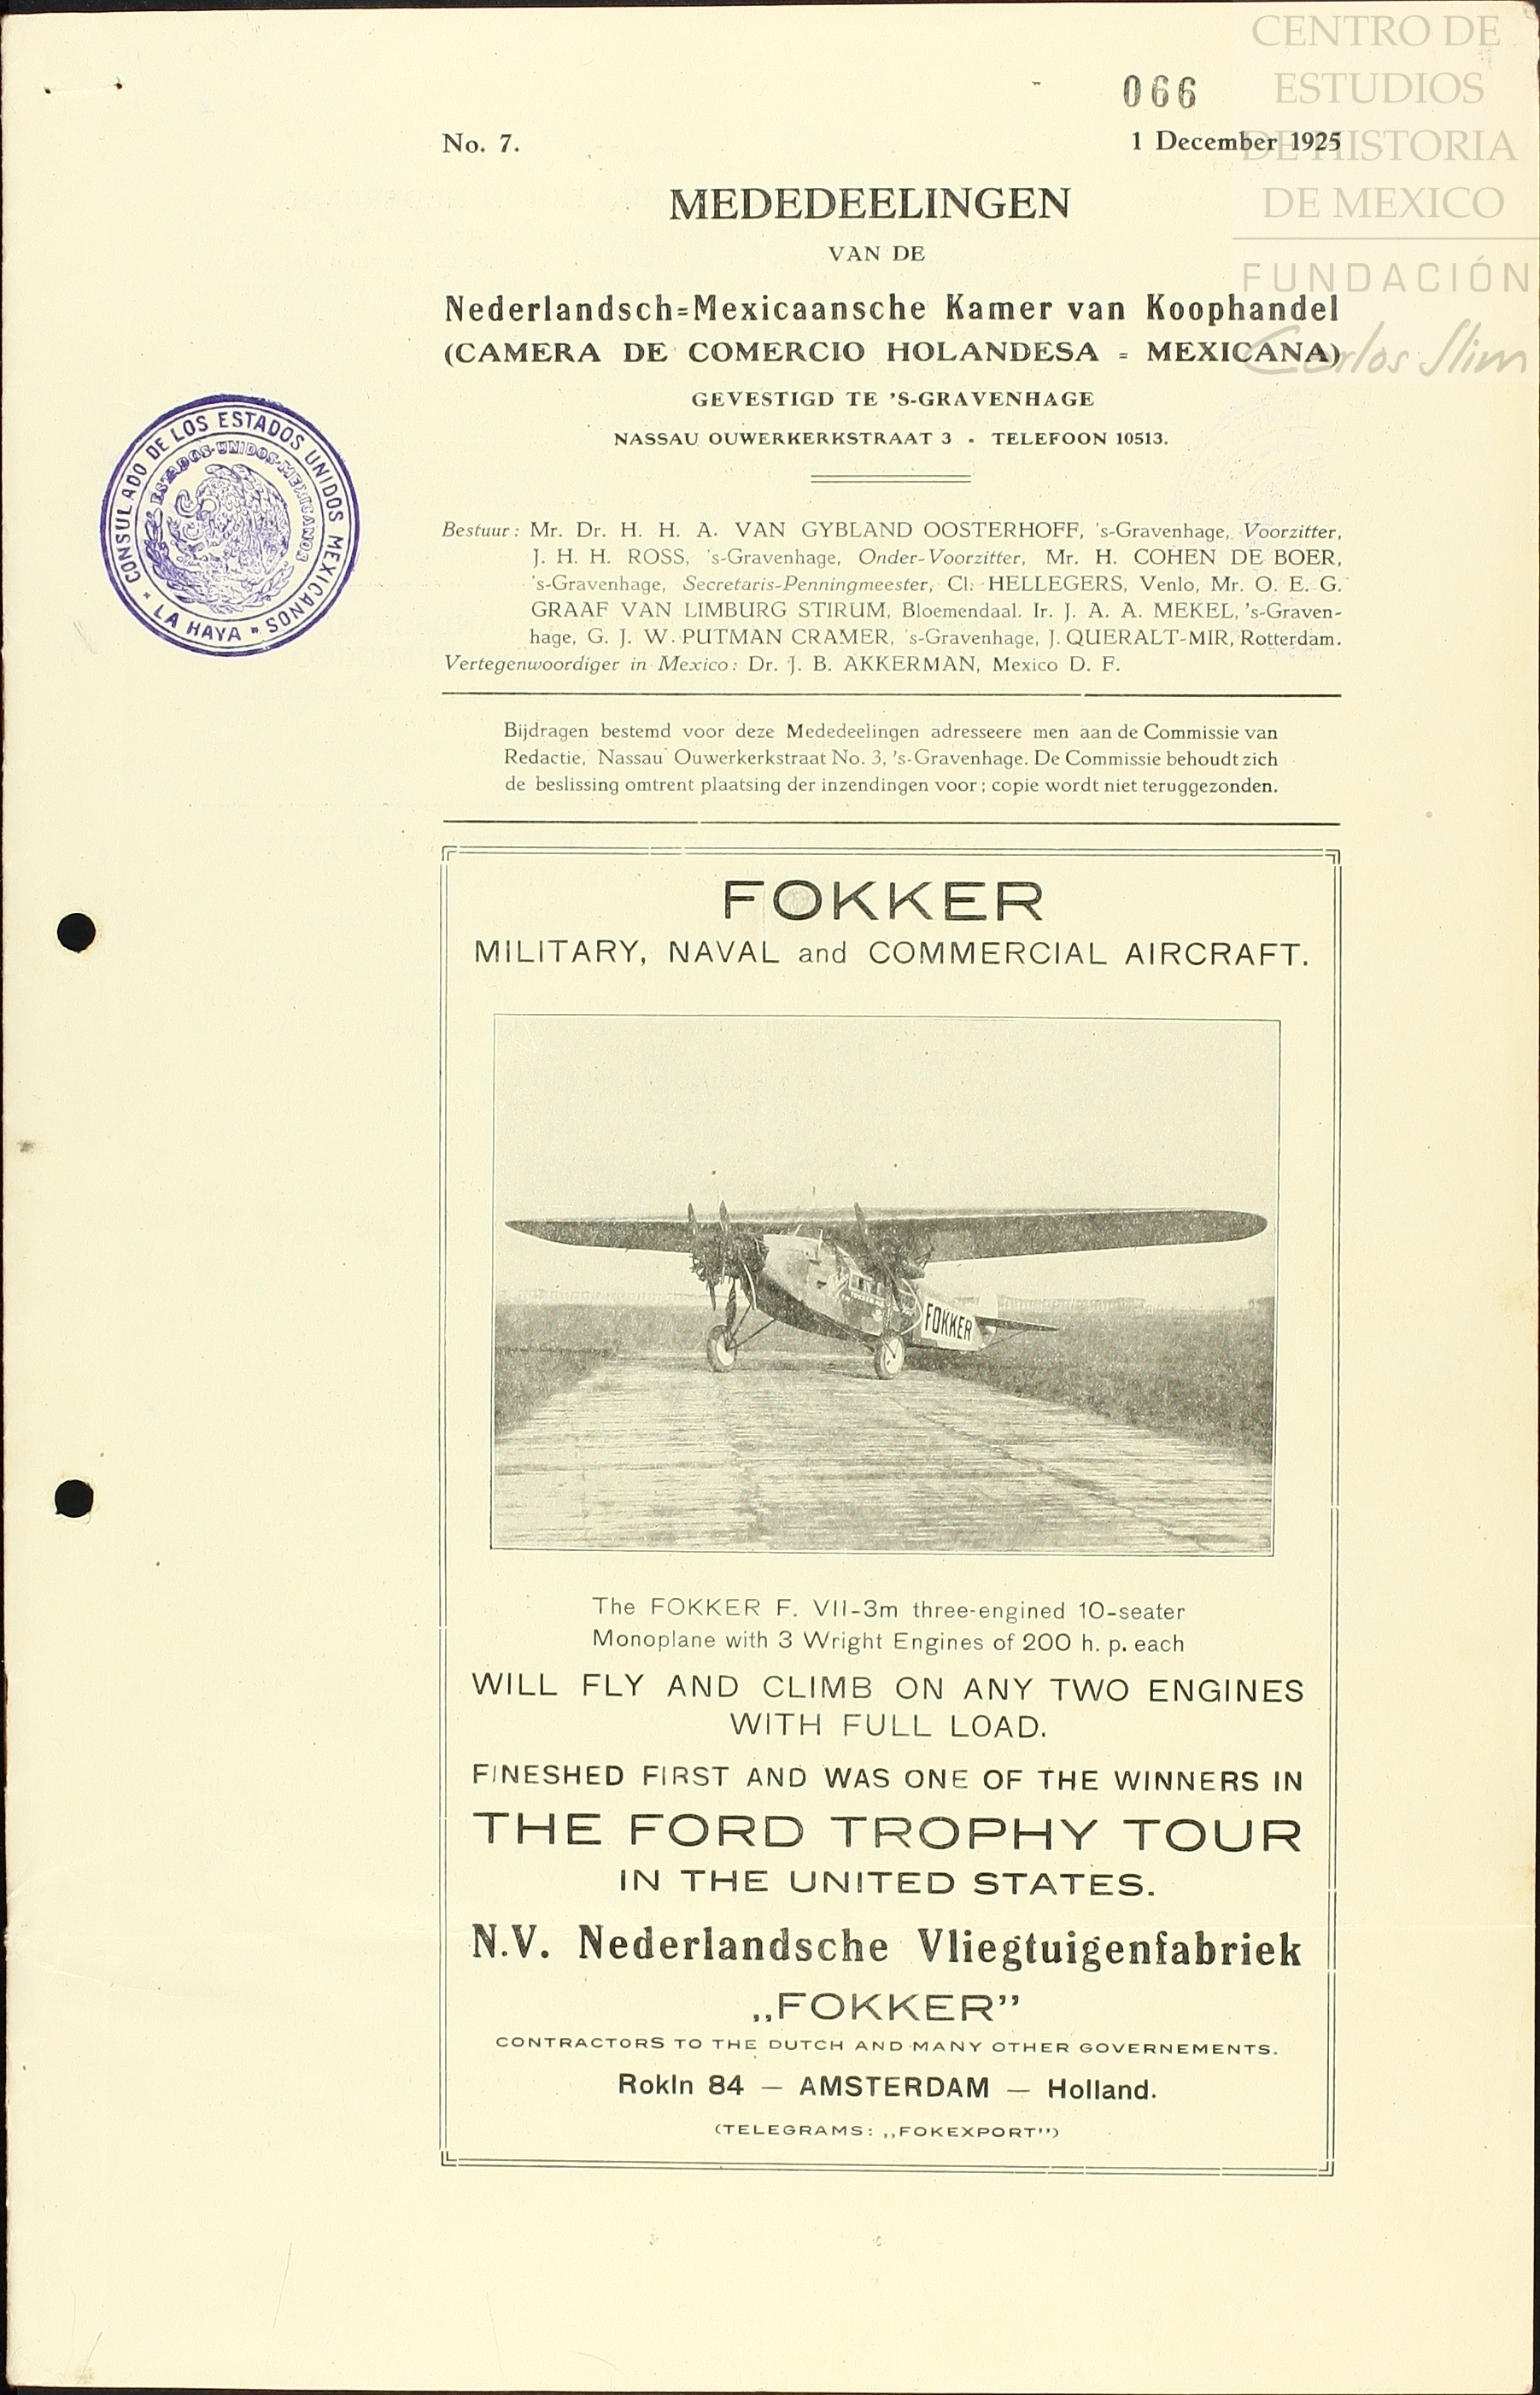 CENTRO DE
ESTUDIOS
DE HISTORIA
DE MEXICO
FUNDACIÓN
Carlos Slim
066
No. 7.
1 December 1925
MEDEDEELINGEN
VAN DE
Nederlandsch=Mexicaansche Kamer van Koophandel
(CAMERA DE COMERCIO HOLANDESA = MEXICANA)
GEVESTIGD TE 'S-GRAVENHAGE
NASSAU OUWERKERKSTRAAT 3 - TELEFOON 10513.
CONSULADO DE LOS ESTADOS UNIDOS MEXICANOS
LA HAYA
ESTADOS-UNIDOS-MEXICANOS
Bestuur: Mr. Dr. H. H. A. VAN GYBLAND OOSTERHOFF, 's-Gravenhage, Voorzitter,
J. H. H. ROSS, 's-Gravenhage, Onder-Voorzitter, Mr. H. COHEN DE BOER,
's-Gravenhage, Secretaris-Penningmeester, Cl. HELLEGERS, Venlo, Mr. O. E. G.
GRAAF VAN LIMBURG STIRUM, Bloemendaal. Ir. J. A. A. MEKEL, 's-Graven-
hage, G. J. W. PUTMAN CRAMER, 's-Gravenhage, J. QUERALT-MIR, Rotterdam.
Vertegenwoordiger in Mexico: Dr. J. B. AKKERMAN, Mexico D. F.
Bijdragen bestemd voor deze Mededeelingen adresseere men aan de Commissie van
Redactie, Nassau Ouwerkerkstraat No. 3, 's-Gravenhage. De Commissie behoudt zich
de beslissing omtrent plaatsing der inzendingen voor; copie wordt niet teruggezonden.
FOKKER
MILITARY, NAVAL and COMMERCIAL AIRCRAFT.
FOKKER
The FOKKER F. VII-3m three-engined 10-seater
Monoplane with 3 Wright Engines of 200 h. p. each
WILL FLY AND CLIMB ON ANY TWO ENGINES
WITH FULL LOAD.
FINESHED FIRST AND WAS ONE OF THE WINNERS IN
THE FORD TROPHY TOUR
IN THE UNITED STATES.
N.V. Nederlandsche Vliegtuigenfabriek
„FOKKER”
CONTRACTORS TO THE DUTCH AND MANY OTHER GOVERNEMENTS.
RokIn 84 — AMSTERDAM — Holland.
(TELEGRAMS: ,,FOKEXPORT'')